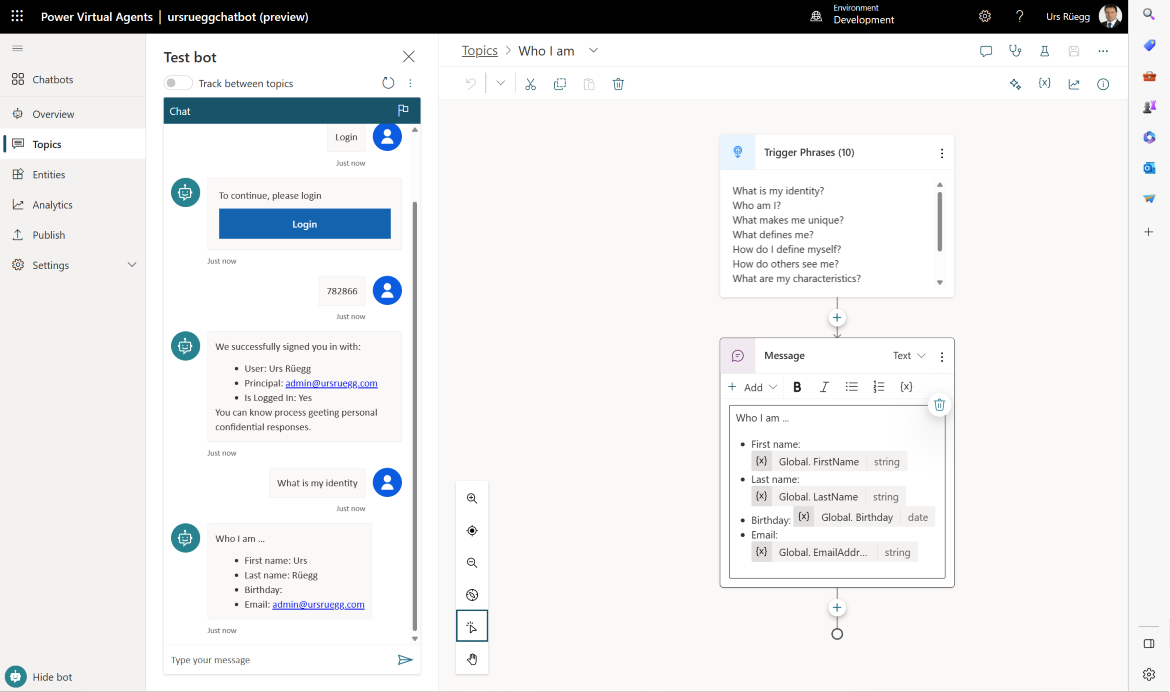 Power Virtual Agents | ursrueggchatbot (preview)
Environment
Development
?
Urs Rüegg
Chatbots
Overview
Topics
Entities
Analytics
Publish
Settings
Hide bot
Test bot
Track between topics
Chat
Login
Just now
To continue, please login
Login
Just now
782866
Just now
We successfully signed you in with:
• User: Urs Rüegg
• Principal: admin@ursruegg.com
• Is Logged In: Yes
You can know process geeting personal
confidential responses.
Just now
What is my identity
Just now
Who I am ...
• First name: Urs
• Last name: Rüegg
• Birthday:
• Email: admin@ursruegg.com
Just now
Type your message
Topics > Who I am
{x}
Trigger Phrases (10)
What is my identity?
Who am I?
What makes me unique?
What defines me?
How do I define myself?
How do others see me?
What are my characteristics?
Message Text
+ Add B I {x}
Who I am ...
• First name:
{x} Global. FirstName string
• Last name:
{x} Global. LastName string
• Birthday: {x} Global. Birthday date
• Email:
{x} Global. EmailAddr... string